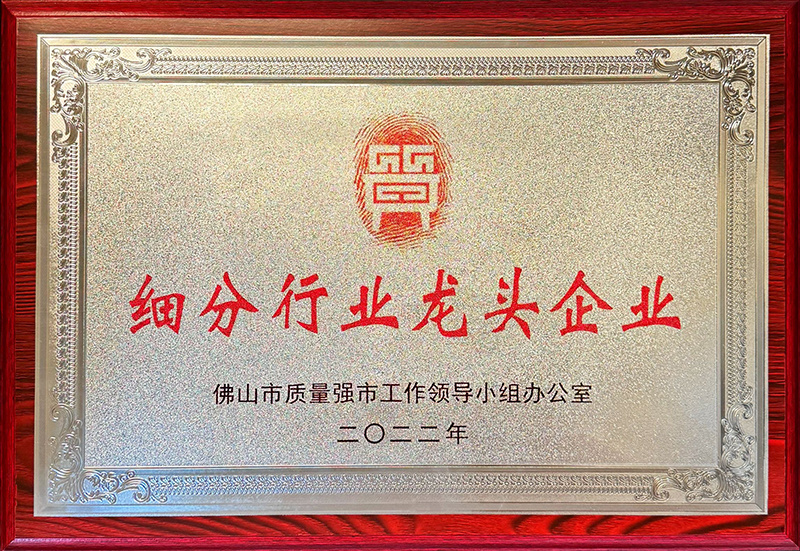 質
细分行业龙头企业
佛山市质量强市工作领导小组办公室
二〇二二年